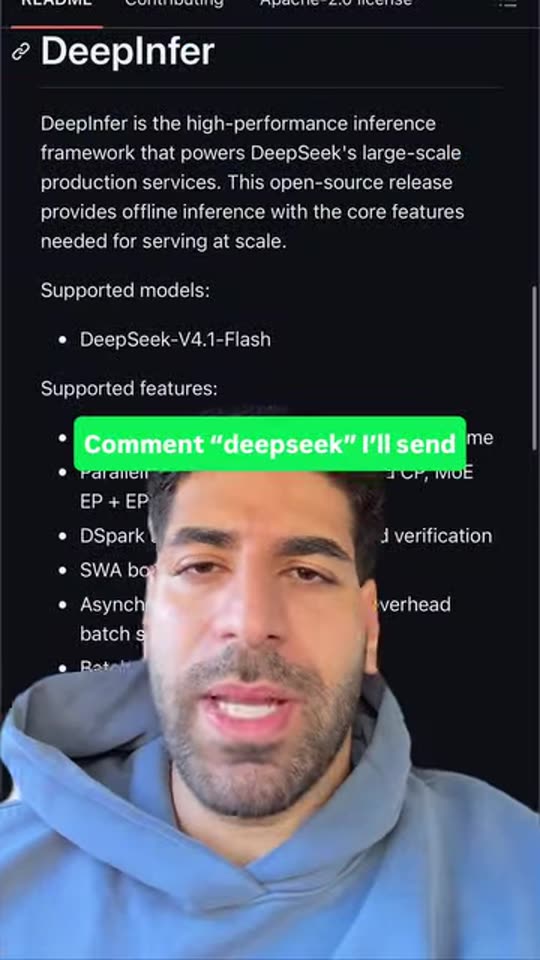 README Contributing Apache-2.0 license
DeepInfer
DeepInfer is the high-performance inference
framework that powers DeepSeek's large-scale
production services. This open-source release
provides offline inference with the core features
needed for serving at scale.
Supported models:
• DeepSeek-V4.1-Flash
Supported features:
Comment “deepseek” I’ll send
• Parallel CP, MoE
EP + EP
• DSpark verification
• SWA
• Asynch verhead
batch
• Batch